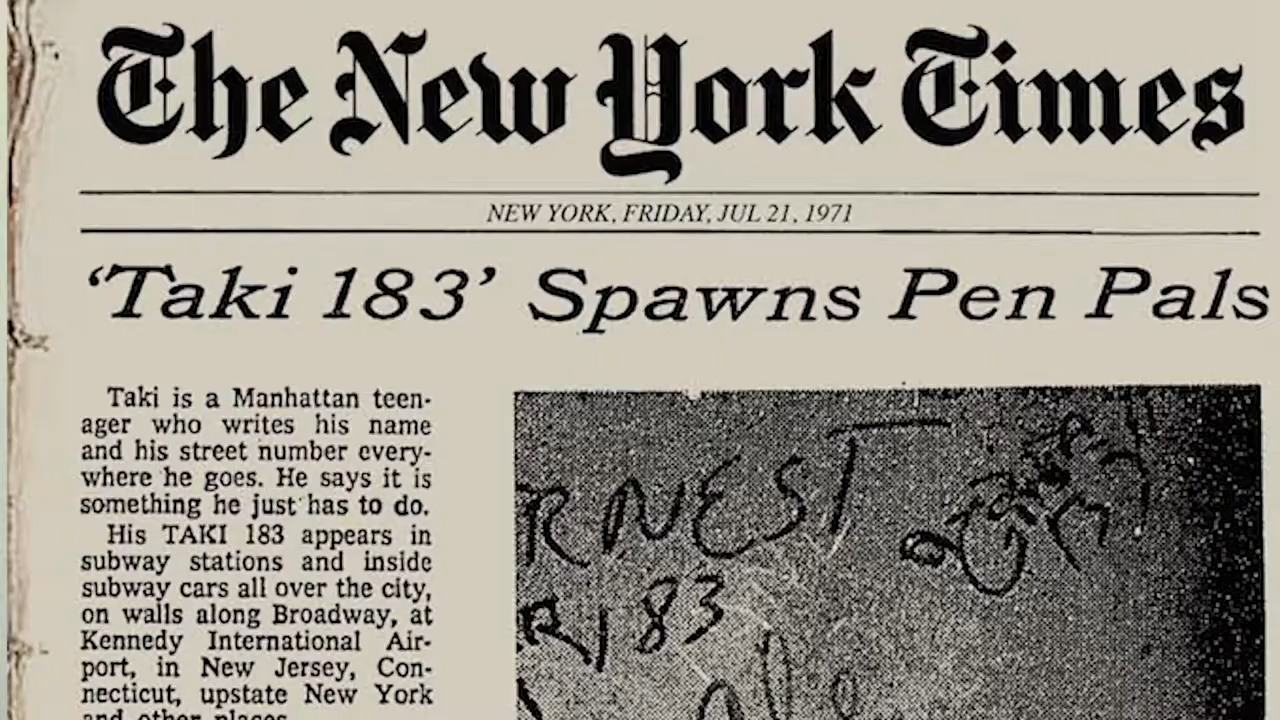 The New York Times
NEW YORK, FRIDAY, JUL 21, 1971
‘Taki 183’ Spawns Pen Pals
Taki is a Manhattan teen-
ager who writes his name
and his street number every-
where he goes. He says it is
something he just has to do.
His TAKI 183 appears in
subway stations and inside
subway cars all over the city,
on walls along Broadway, at
Kennedy International Air-
port, in New Jersey, Con-
necticut, upstate New York
and other places.
RNEST
183